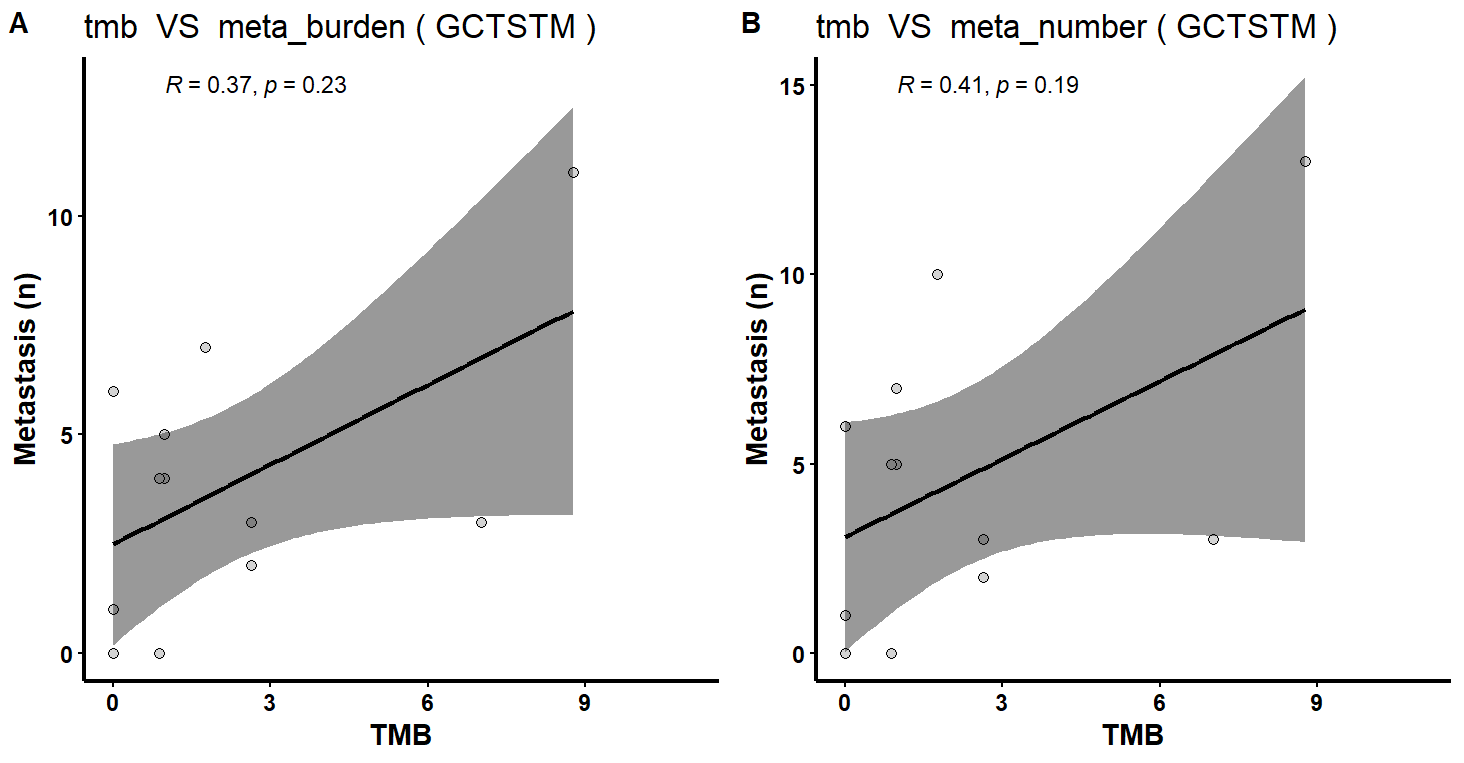 A
tmb VS meta_burden ( GCTSTM )
R = 0.37, p = 0.23
10
5
0
Metastasis (n)
0 3 6 9
TMB
B
tmb VS meta_number ( GCTSTM )
R = 0.41, p = 0.19
15
10
5
0
Metastasis (n)
0 3 6 9
TMB